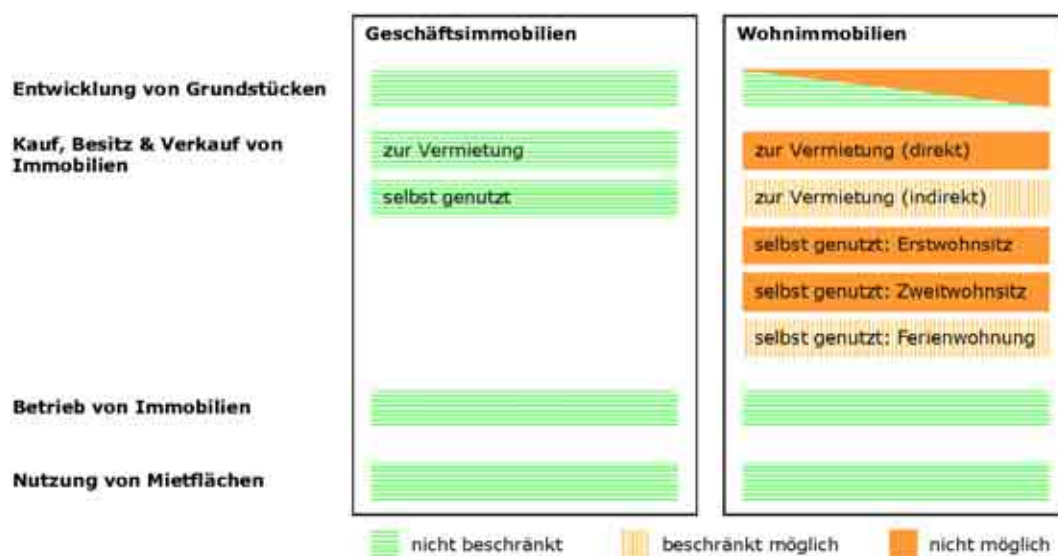 Geschäftsimmobilien
Wohnimmobilien
Entwicklung von Grundstücken
Kauf, Besitz & Verkauf von
Immobilien
zur Vermietung
selbst genutzt
zur Vermietung (direkt)
zur Vermietung (indirekt)
selbst genutzt: Erstwohnsitz
selbst genutzt: Zweitwohnsitz
selbst genutzt: Ferienwohnung
Betrieb von Immobilien
Nutzung von Mietflächen
nicht beschränkt
beschränkt möglich
nicht möglich